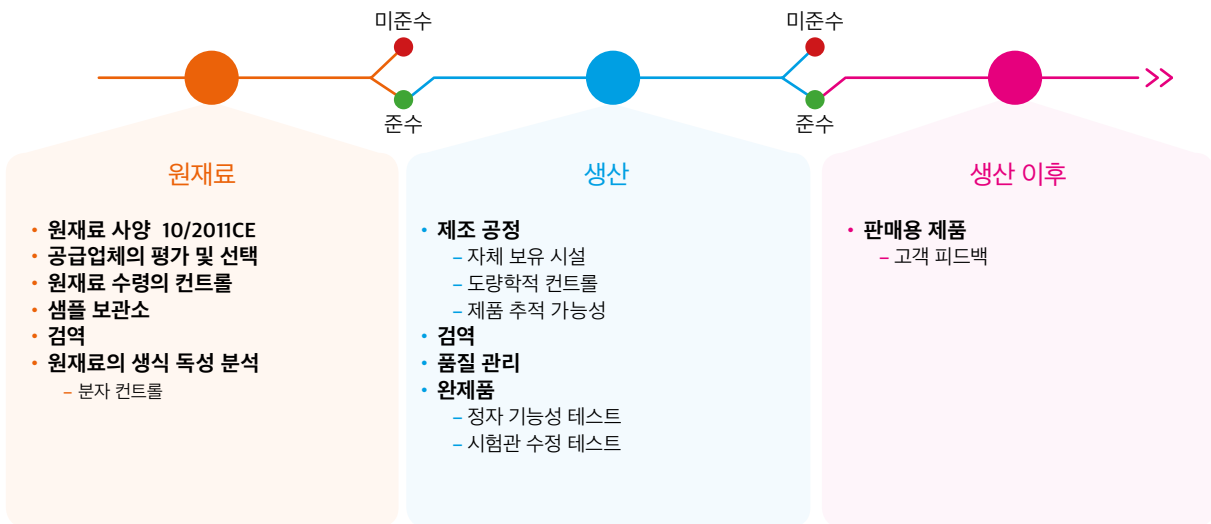 미준수
미준수
준수
준수
원재료
• 원재료 사양 10/2011CE
• 공급업체의 평가 및 선택
• 원재료 수령의 컨트롤
• 샘플 보관소
• 검역
• 원재료의 생식 독성 분석
– 분자 컨트롤
생산
• 제조 공정
– 자체 보유 시설
– 도량학적 컨트롤
– 제품 추적 가능성
• 검역
• 품질 관리
• 완제품
– 정자 기능성 테스트
– 시험관 수정 테스트
생산 이후
• 판매용 제품
– 고객 피드백